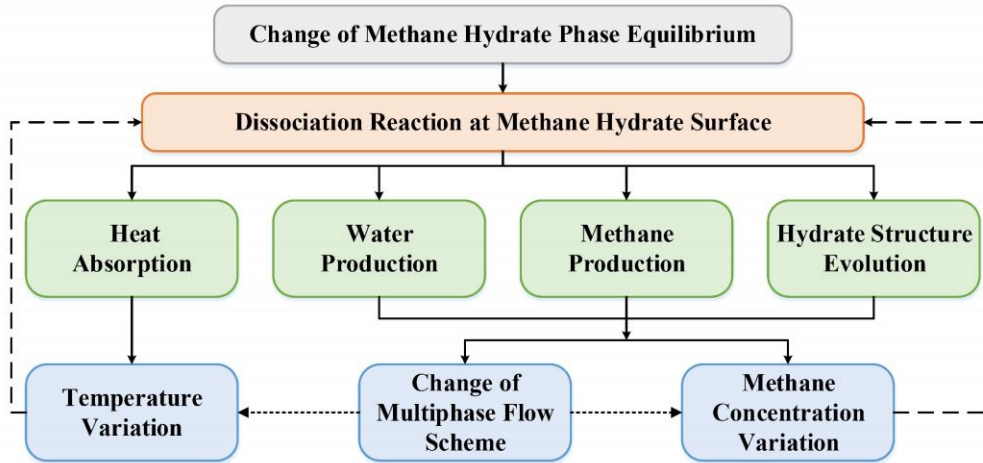 Change of Methane Hydrate Phase Equilibrium
Dissociation Reaction at Methane Hydrate Surface
Heat
Absorption
Water
Production
Methane
Production
Hydrate Structure
Evolution
Temperature
Variation
Change of
Multiphase Flow
Scheme
Methane
Concentration
Variation